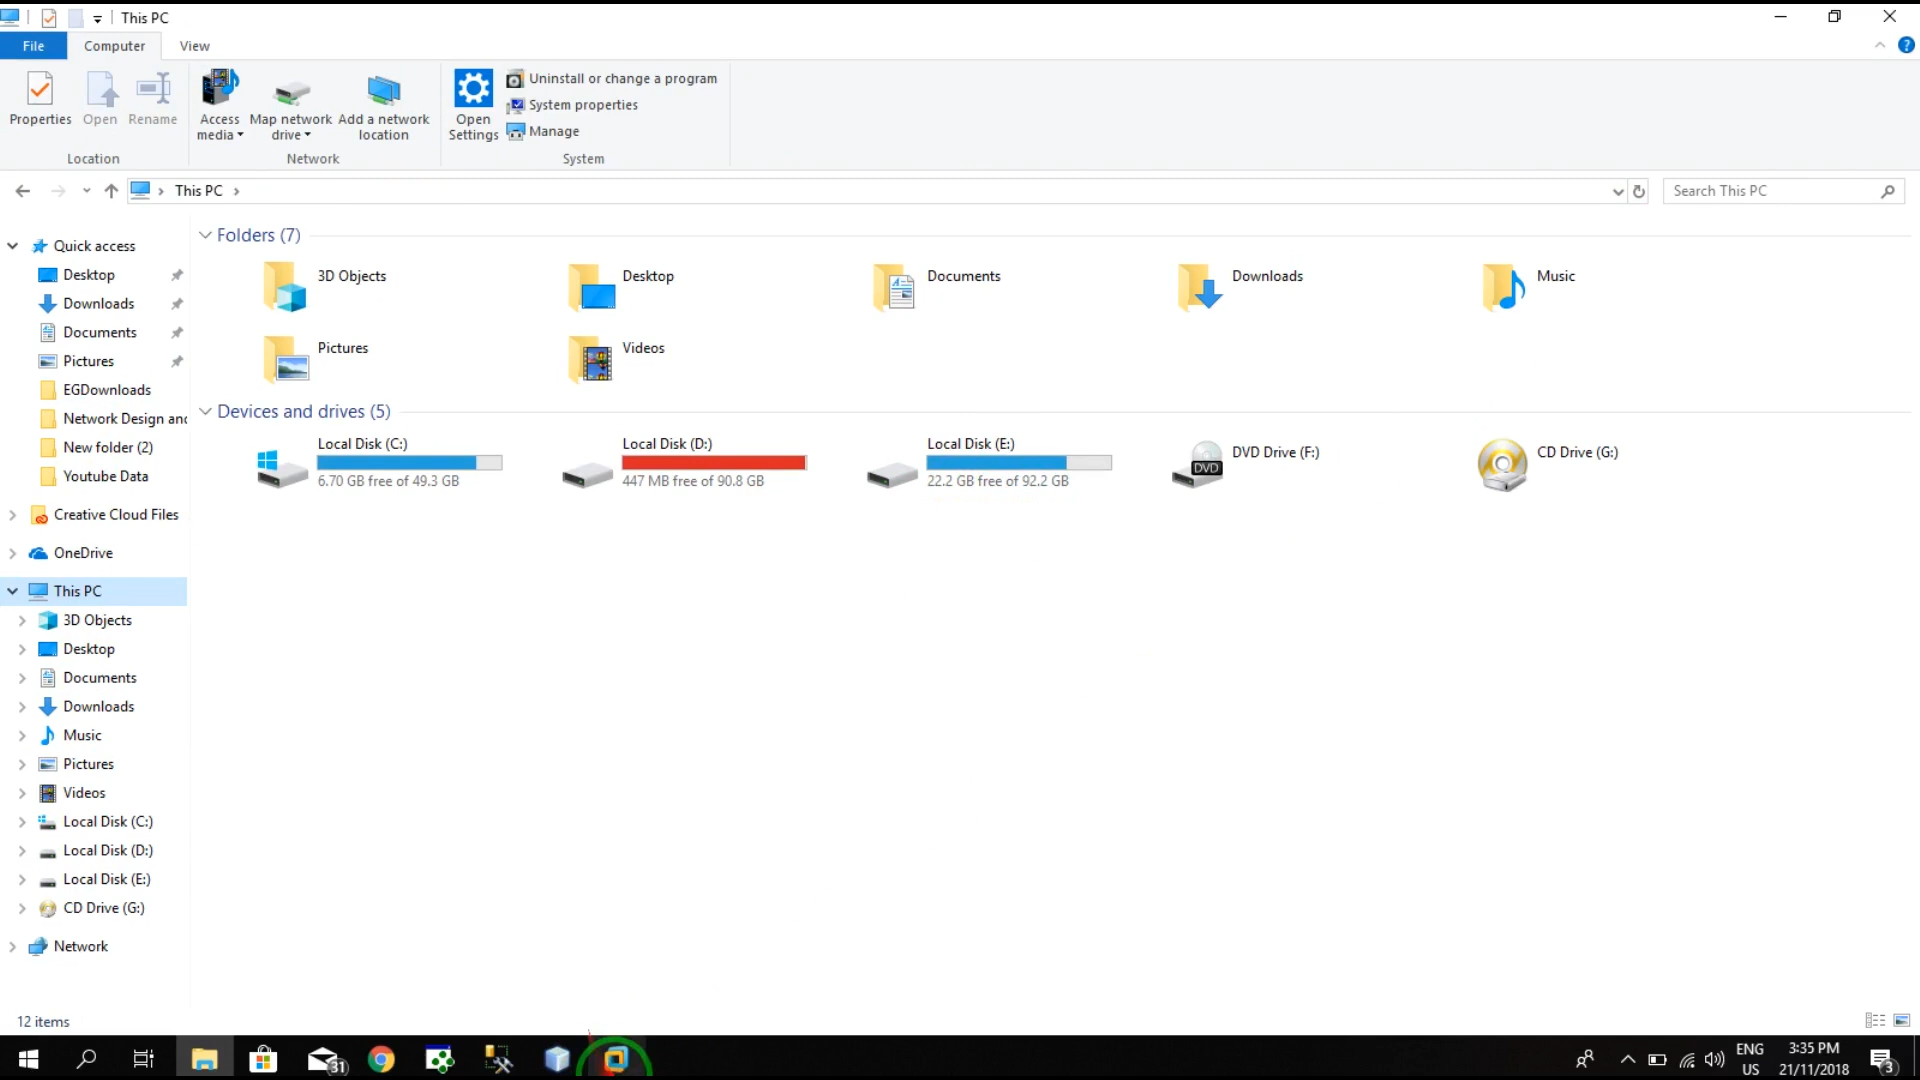 This PC
File
Computer
View
Properties
Open
Rename
Access media
Map network drive
Add a network location
Open Settings
Uninstall or change a program
System properties
Manage
Location
Network
System
This PC
Search This PC
Quick access
Desktop
Downloads
Documents
Pictures
EGDownloads
Network Design and
New folder (2)
Youtube Data
Creative Cloud Files
OneDrive
This PC
3D Objects
Desktop
Documents
Downloads
Music
Pictures
Videos
Local Disk (C:)
Local Disk (D:)
Local Disk (E:)
CD Drive (G:)
Network
Folders (7)
3D Objects
Desktop
Documents
Downloads
Music
Pictures
Videos
Devices and drives (5)
Local Disk (C:)
6.70 GB free of 49.3 GB
Local Disk (D:)
447 MB free of 90.8 GB
Local Disk (E:)
22.2 GB free of 92.2 GB
DVD
DVD Drive (F:)
CD Drive (G:)
12 items
31
ENG
US
3:35 PM
21/11/2018
3